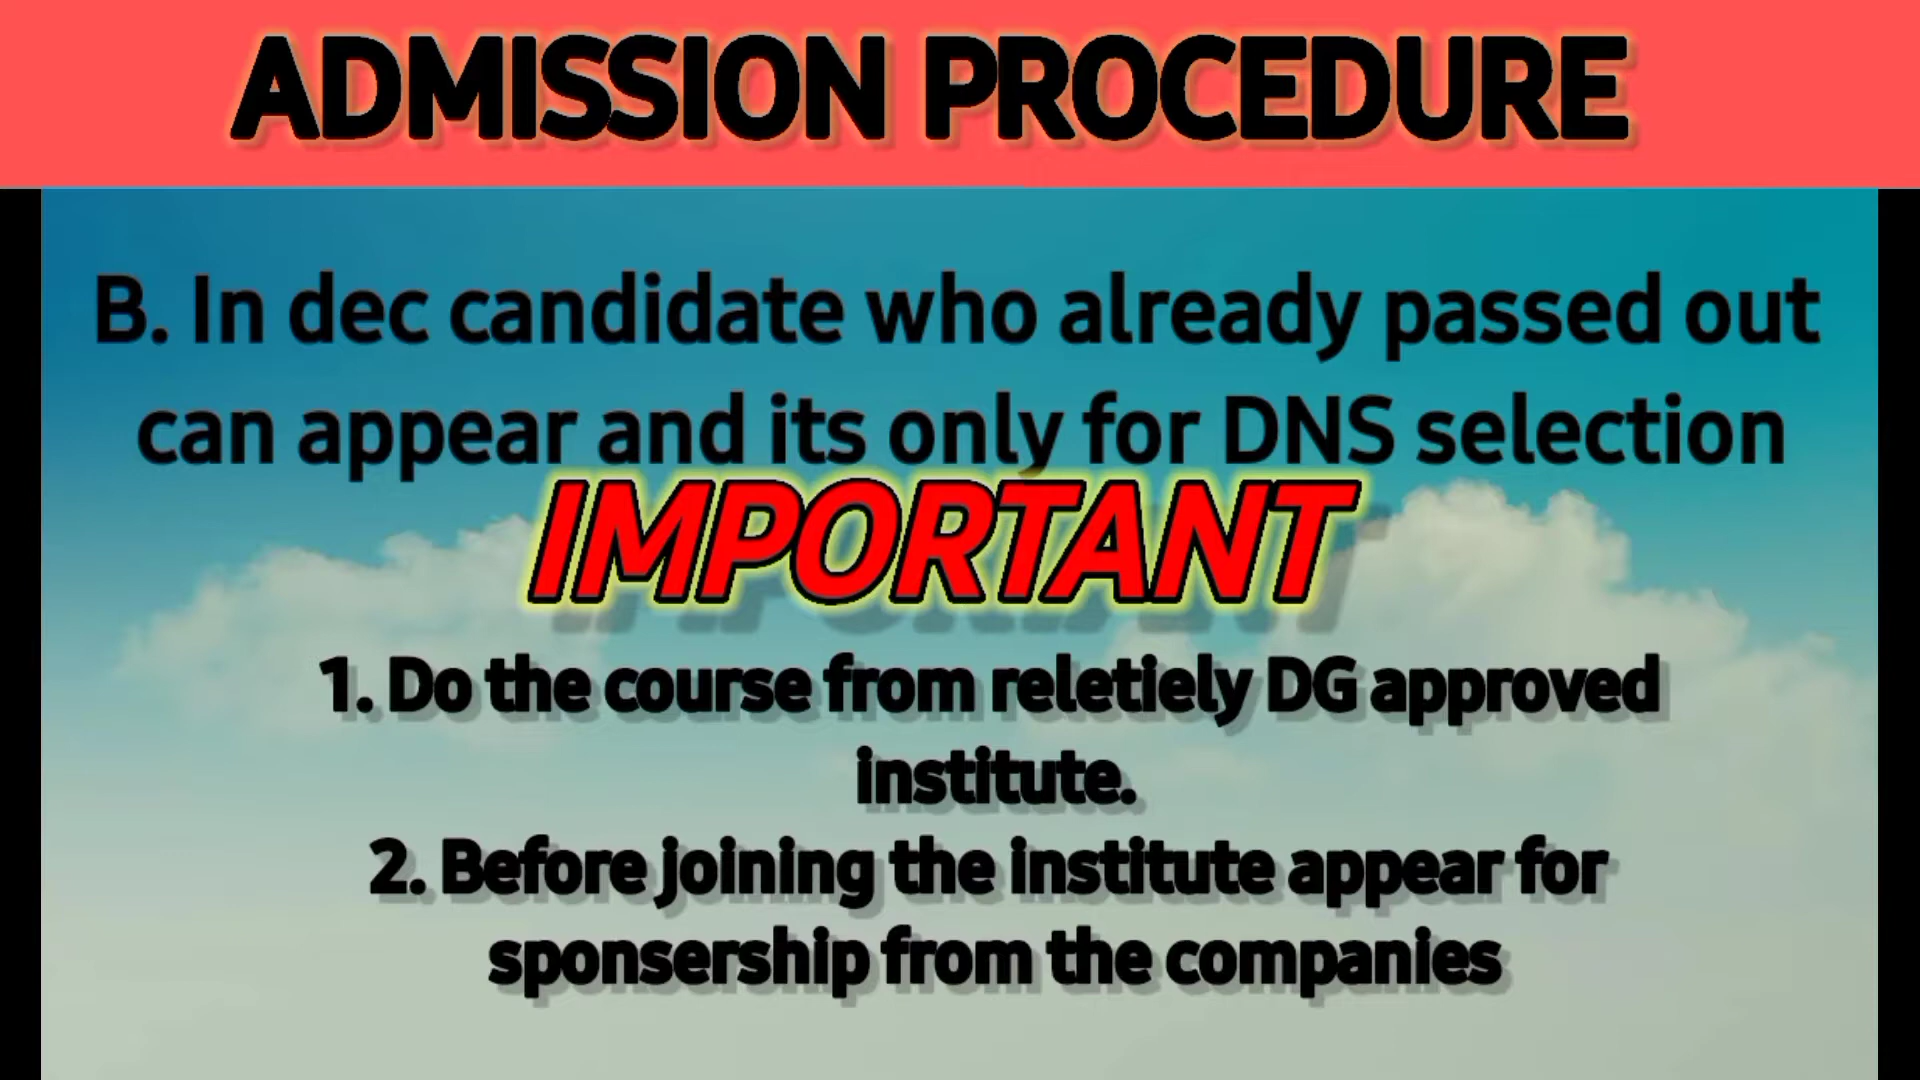 ADMISSION PROCEDURE
B. In dec candidate who already passed out
can appear and its only for DNS selection
IMPORTANT
1. Do the course from reletiely DG approved
institute.
2. Before joining the institute appear for
sponsership from the companies